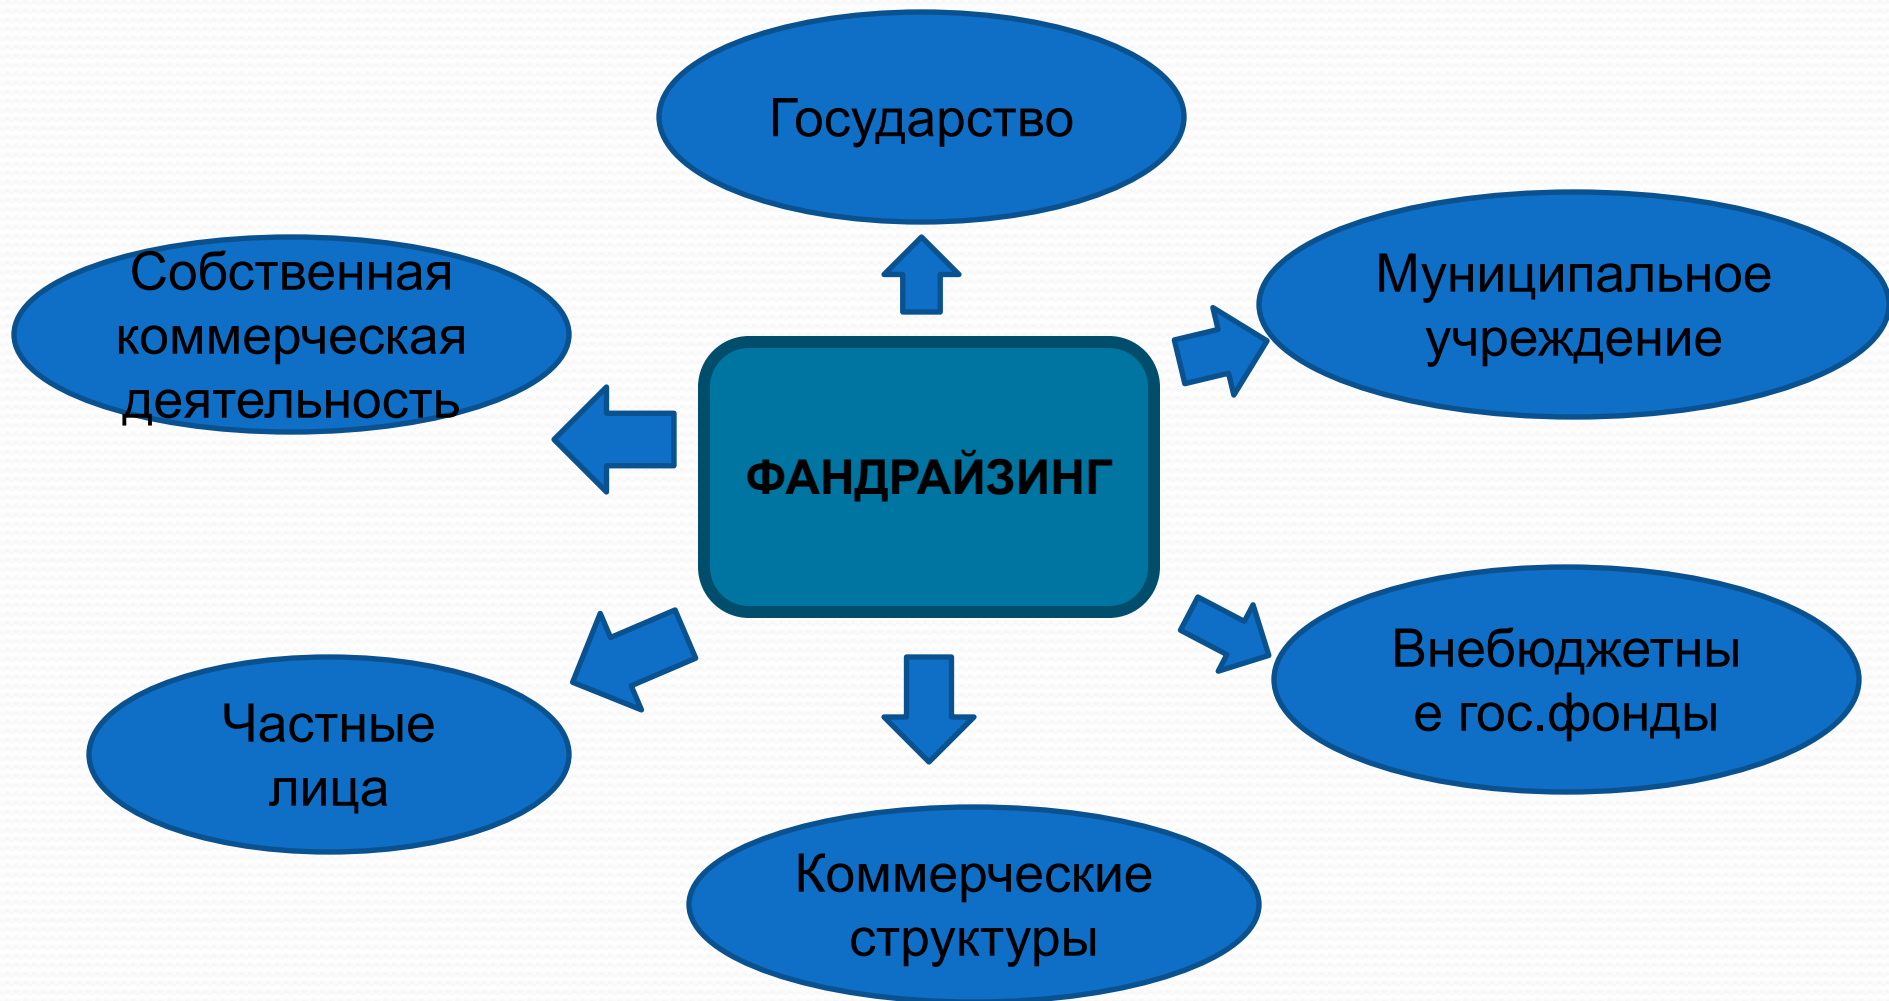 Государство
Собственная
коммерческая
деятельность
Муниципальное
учреждение
ФАНДРАЙЗИНГ
Внебюджетны
е гос.фонды
Частные
лица
Коммерческие
структуры